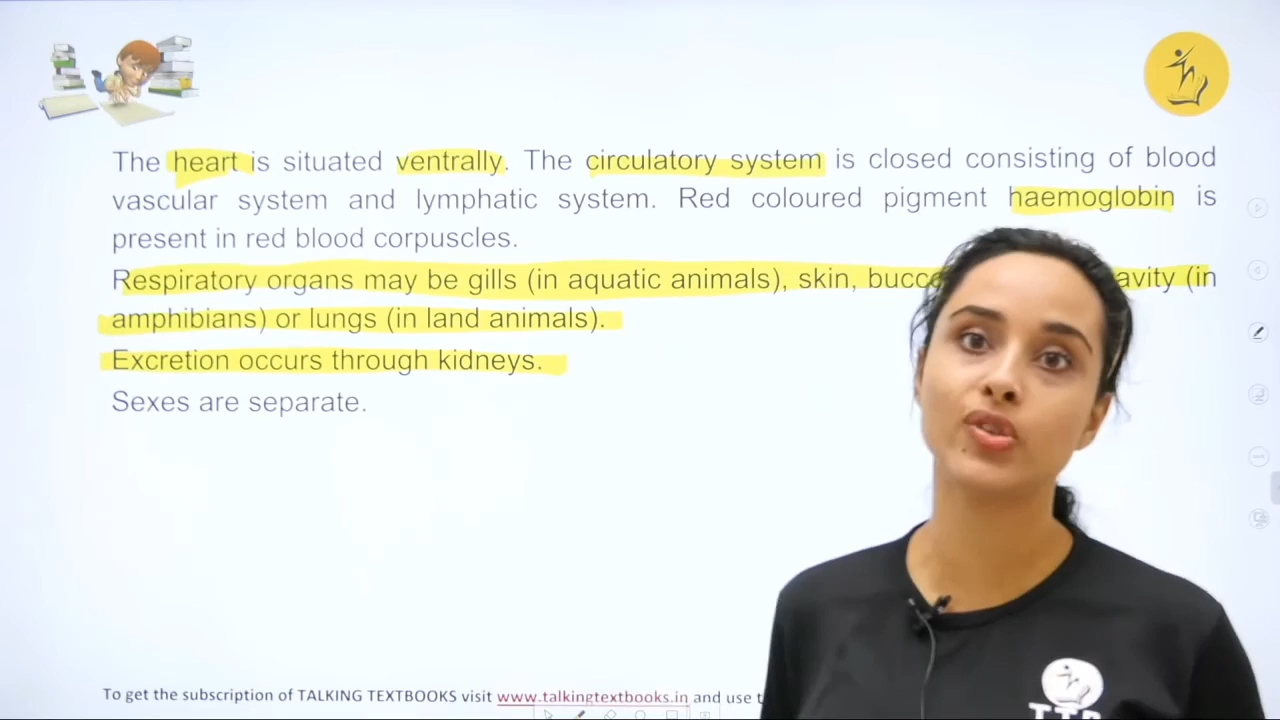 The heart is situated ventrally. The circulatory system is closed consisting of blood
vascular system and lymphatic system. Red coloured pigment haemoglobin is
present in red blood corpuscles.
Respiratory organs may be gills (in aquatic animals), skin, (in
amphibians) or lungs (in land animals).
Excretion occurs through kidneys.
Sexes are separate.
To get the subscription of TALKING TEXTBOOKS visit www.talkingtextbooks.in and use